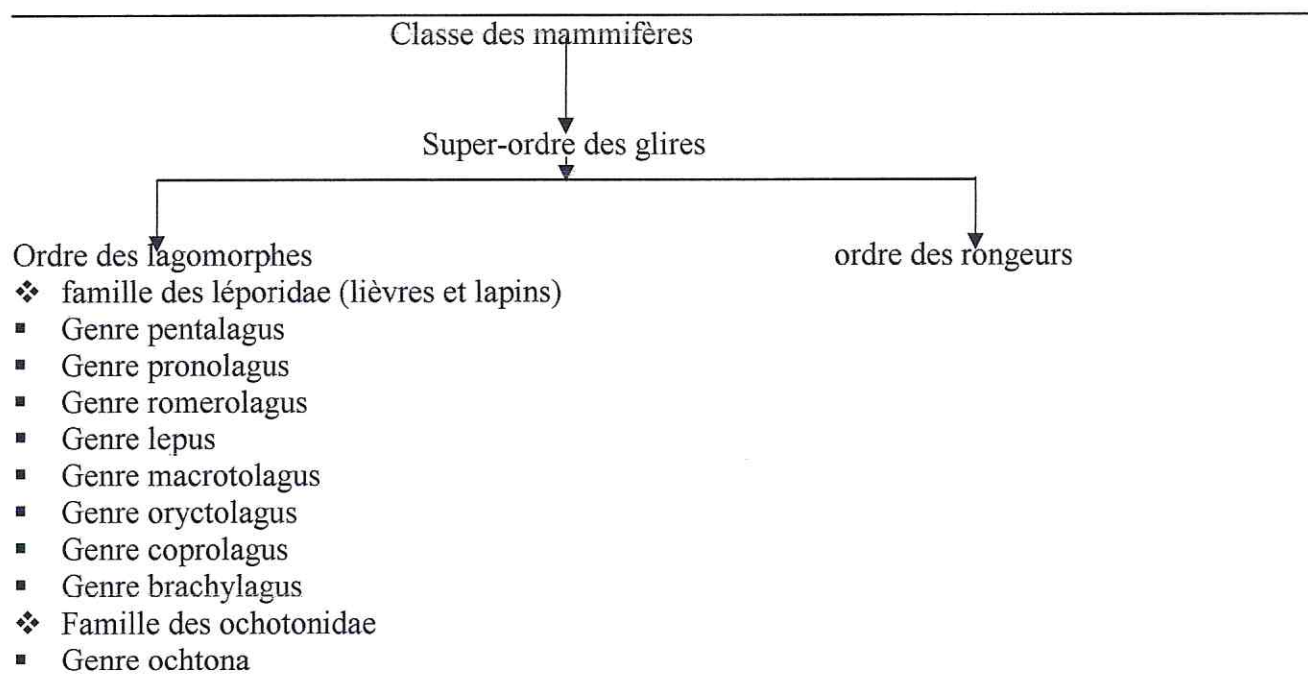 Classe des mammifères
Super-ordre des glires
Ordre des lagomorphes
ordre des rongeurs
❖ famille des léporidae (lièvres et lapins)
▪ Genre pentalagus
▪ Genre pronolagus
▪ Genre romerolagus
▪ Genre lepus
▪ Genre macrotolagus
▪ Genre oryctolagus
▪ Genre coprolagus
▪ Genre brachylagus
❖ Famille des ochotonidae
▪ Genre ochtona